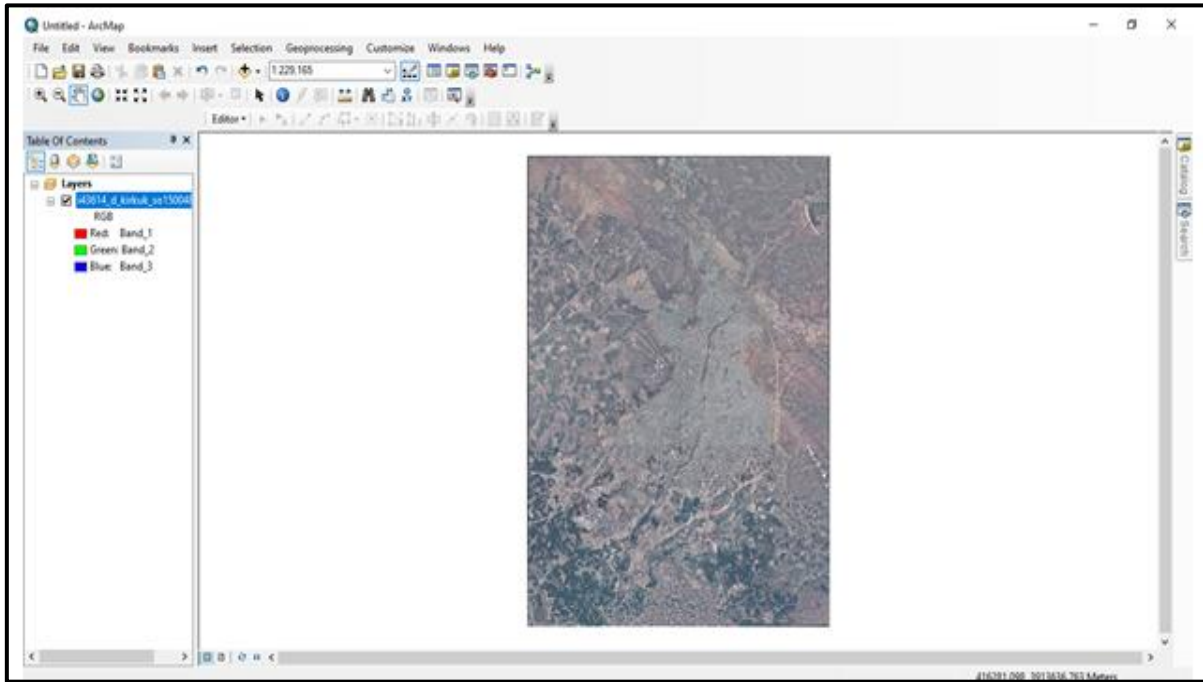 Untitled - ArcMap
File Edit View Bookmarks Insert Selection Geoprocessing Customize Windows Help
1:229,165
Editor
Table Of Contents
Layers
RGB
Red: Band_1
Green: Band_2
Blue: Band_3
Catalog
Search
Meters